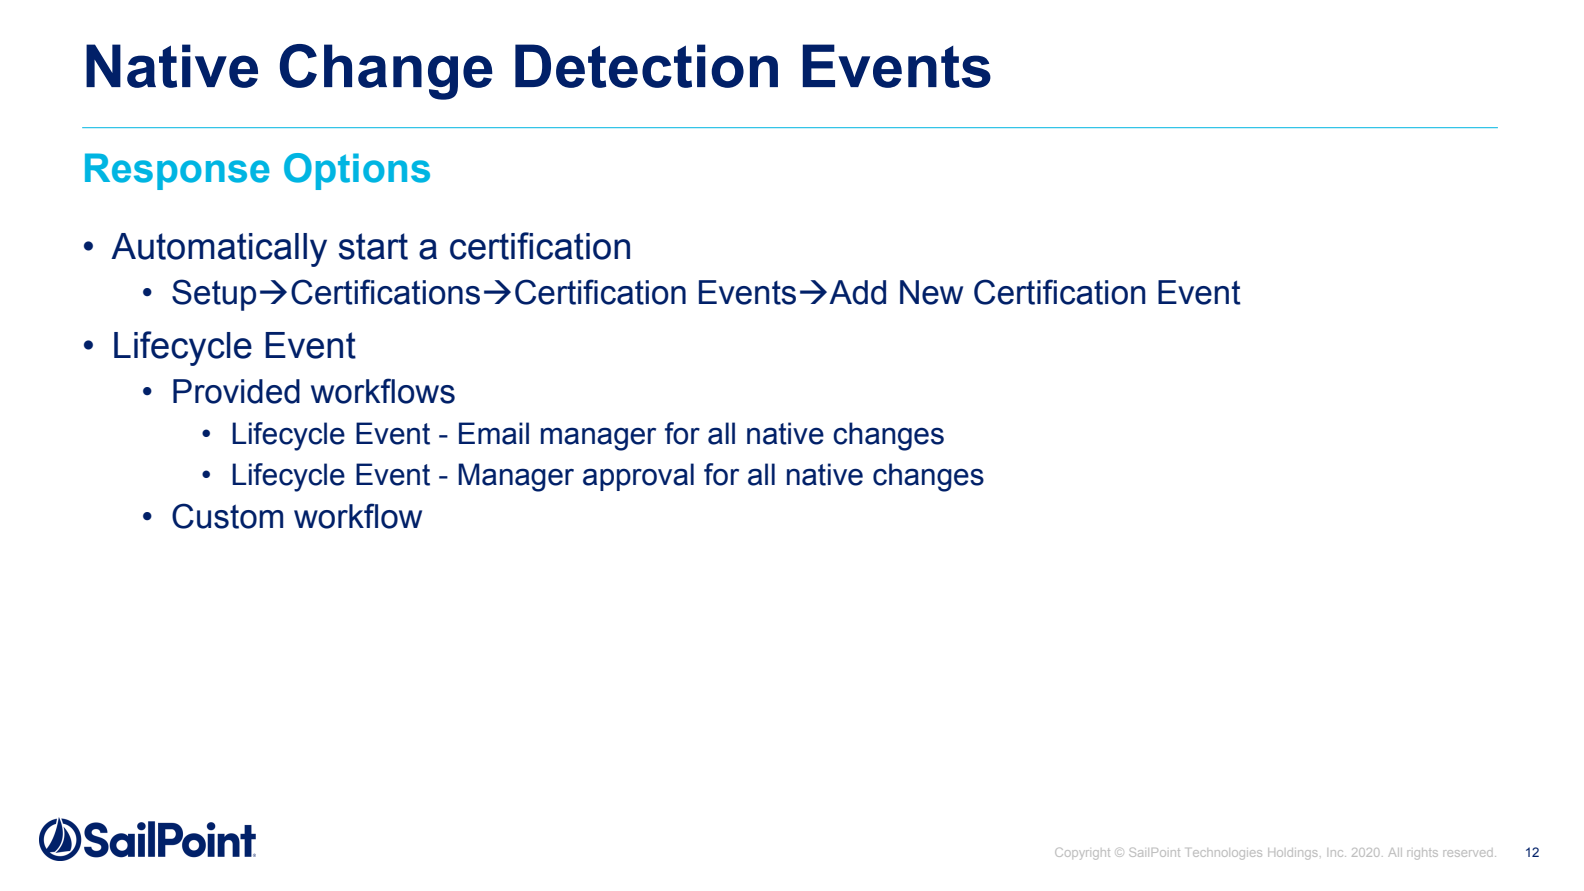 Native Change Detection Events
Response Options
• Automatically start a certification
• Setup→Certifications→Certification Events→Add New Certification Event
• Lifecycle Event
• Provided workflows
• Lifecycle Event - Email manager for all native changes
• Lifecycle Event - Manager approval for all native changes
• Custom workflow
SailPoint
Copyright © SailPoint Technologies Holdings, Inc. 2020. All rights reserved. 12